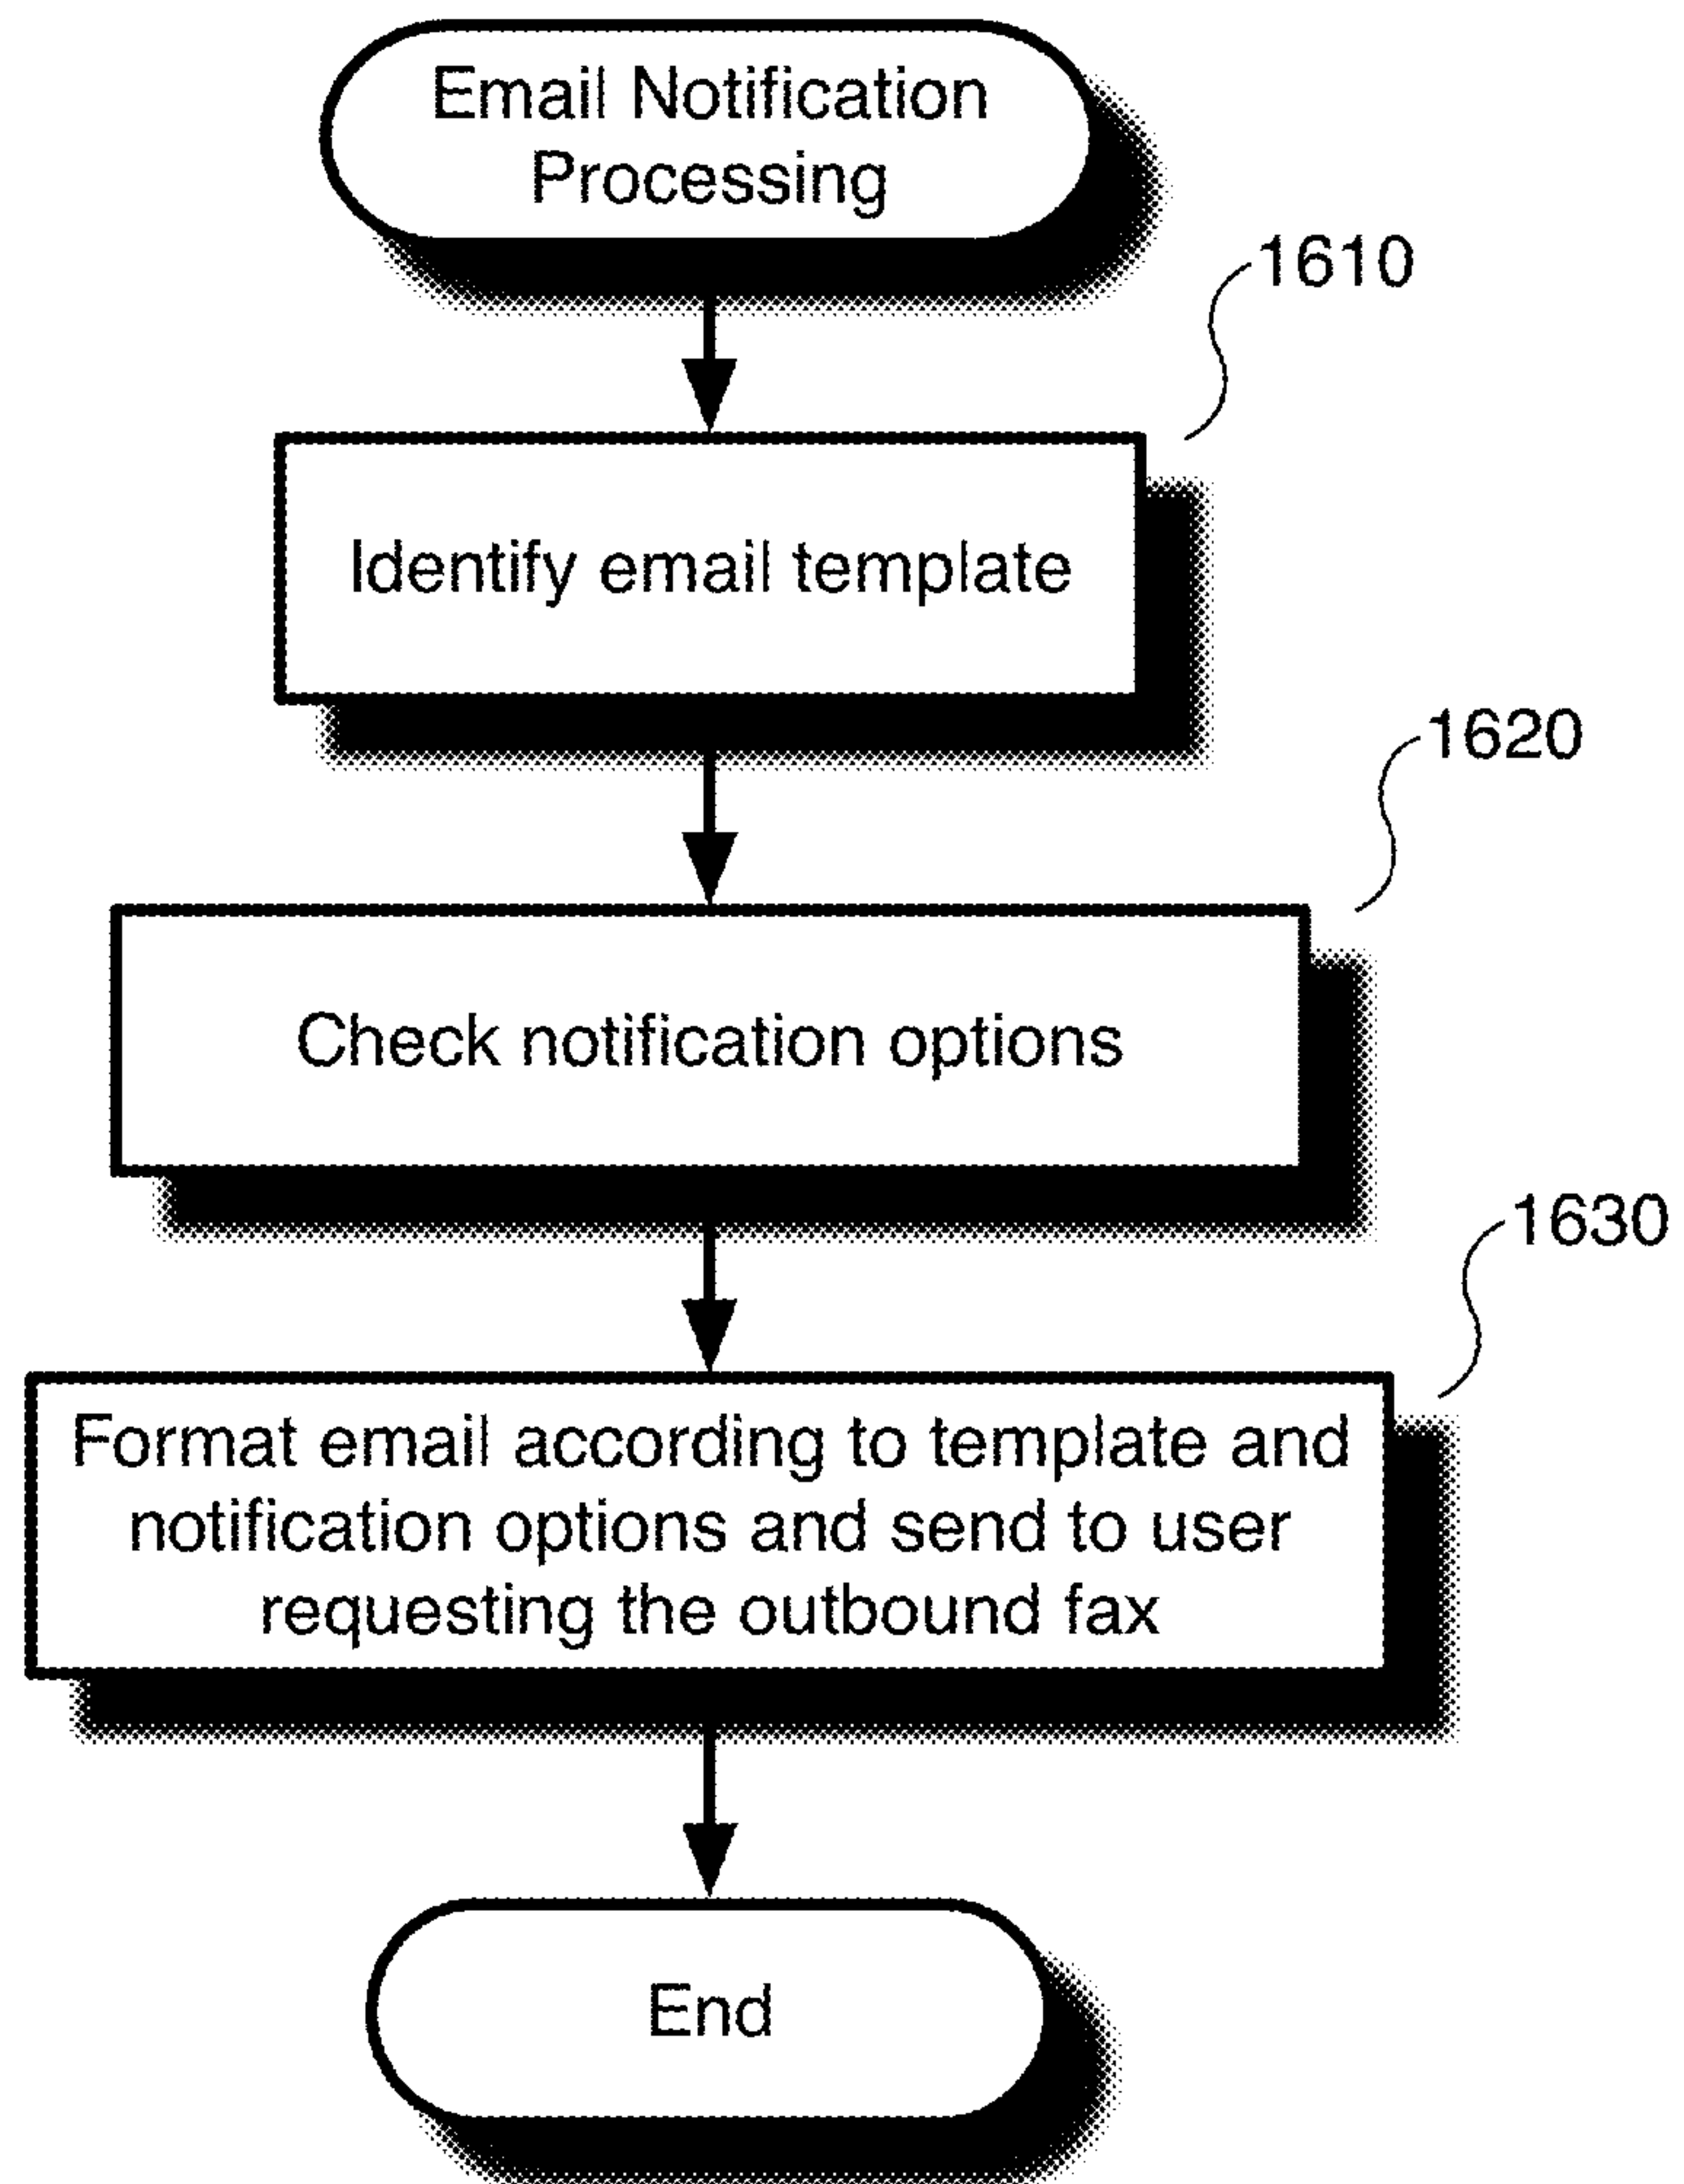 Email Notification
Processing
1610
Identify email template
1620
Check notification options
1630
Format email according to template and
notification options and send to user
requesting the outbound fax
End